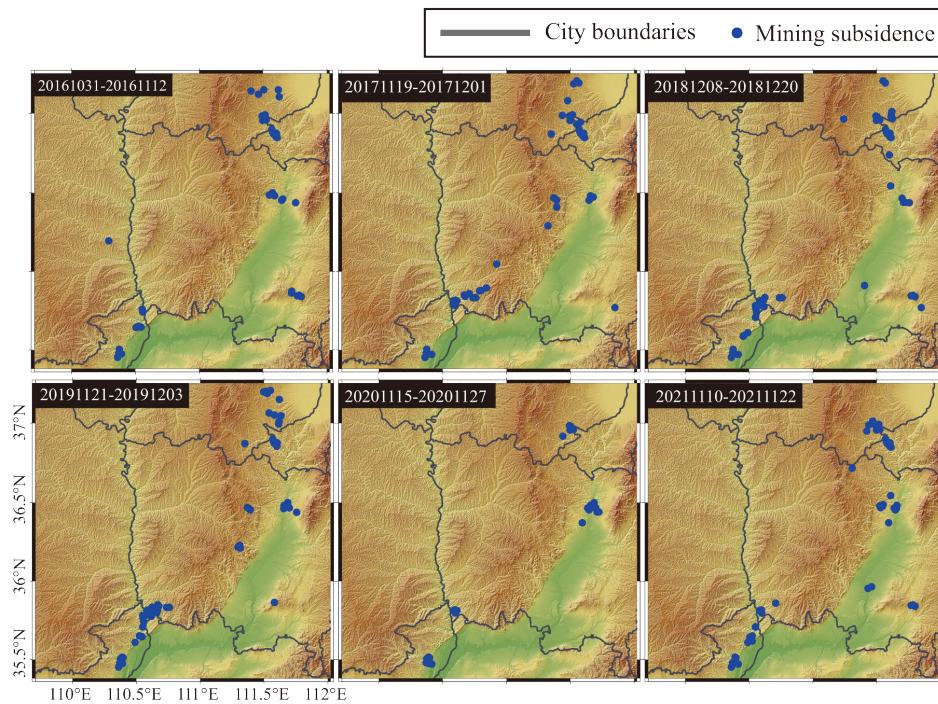 City boundaries
Mining subsidence
20161031-20161112
20171119-20171201
20181208-20181220
20191121-20191203
20201115-20201127
20211110-20211122
37°N
36.5°N
36°N
35.5°N
110°E
110.5°E
111°E
111.5°E
112°E